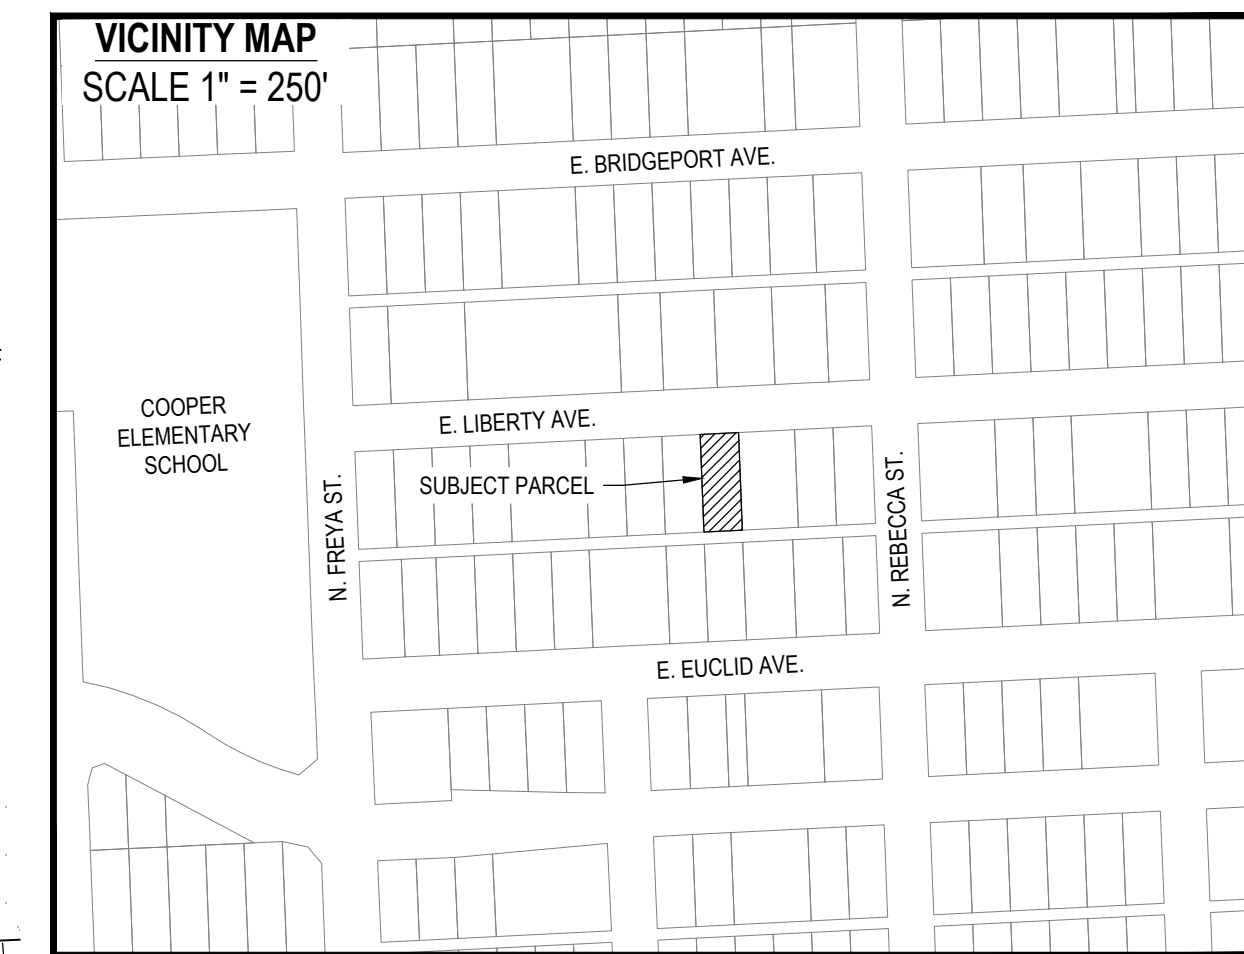 VICINITY MAP
SCALE 1" = 250'
E. BRIDGEPORT AVE.
COOPER
ELEMENTARY
SCHOOL
E. LIBERTY AVE.
SUBJECT PARCEL
N. FREYA ST.
N. REBECCA ST.
E. EUCLID AVE.